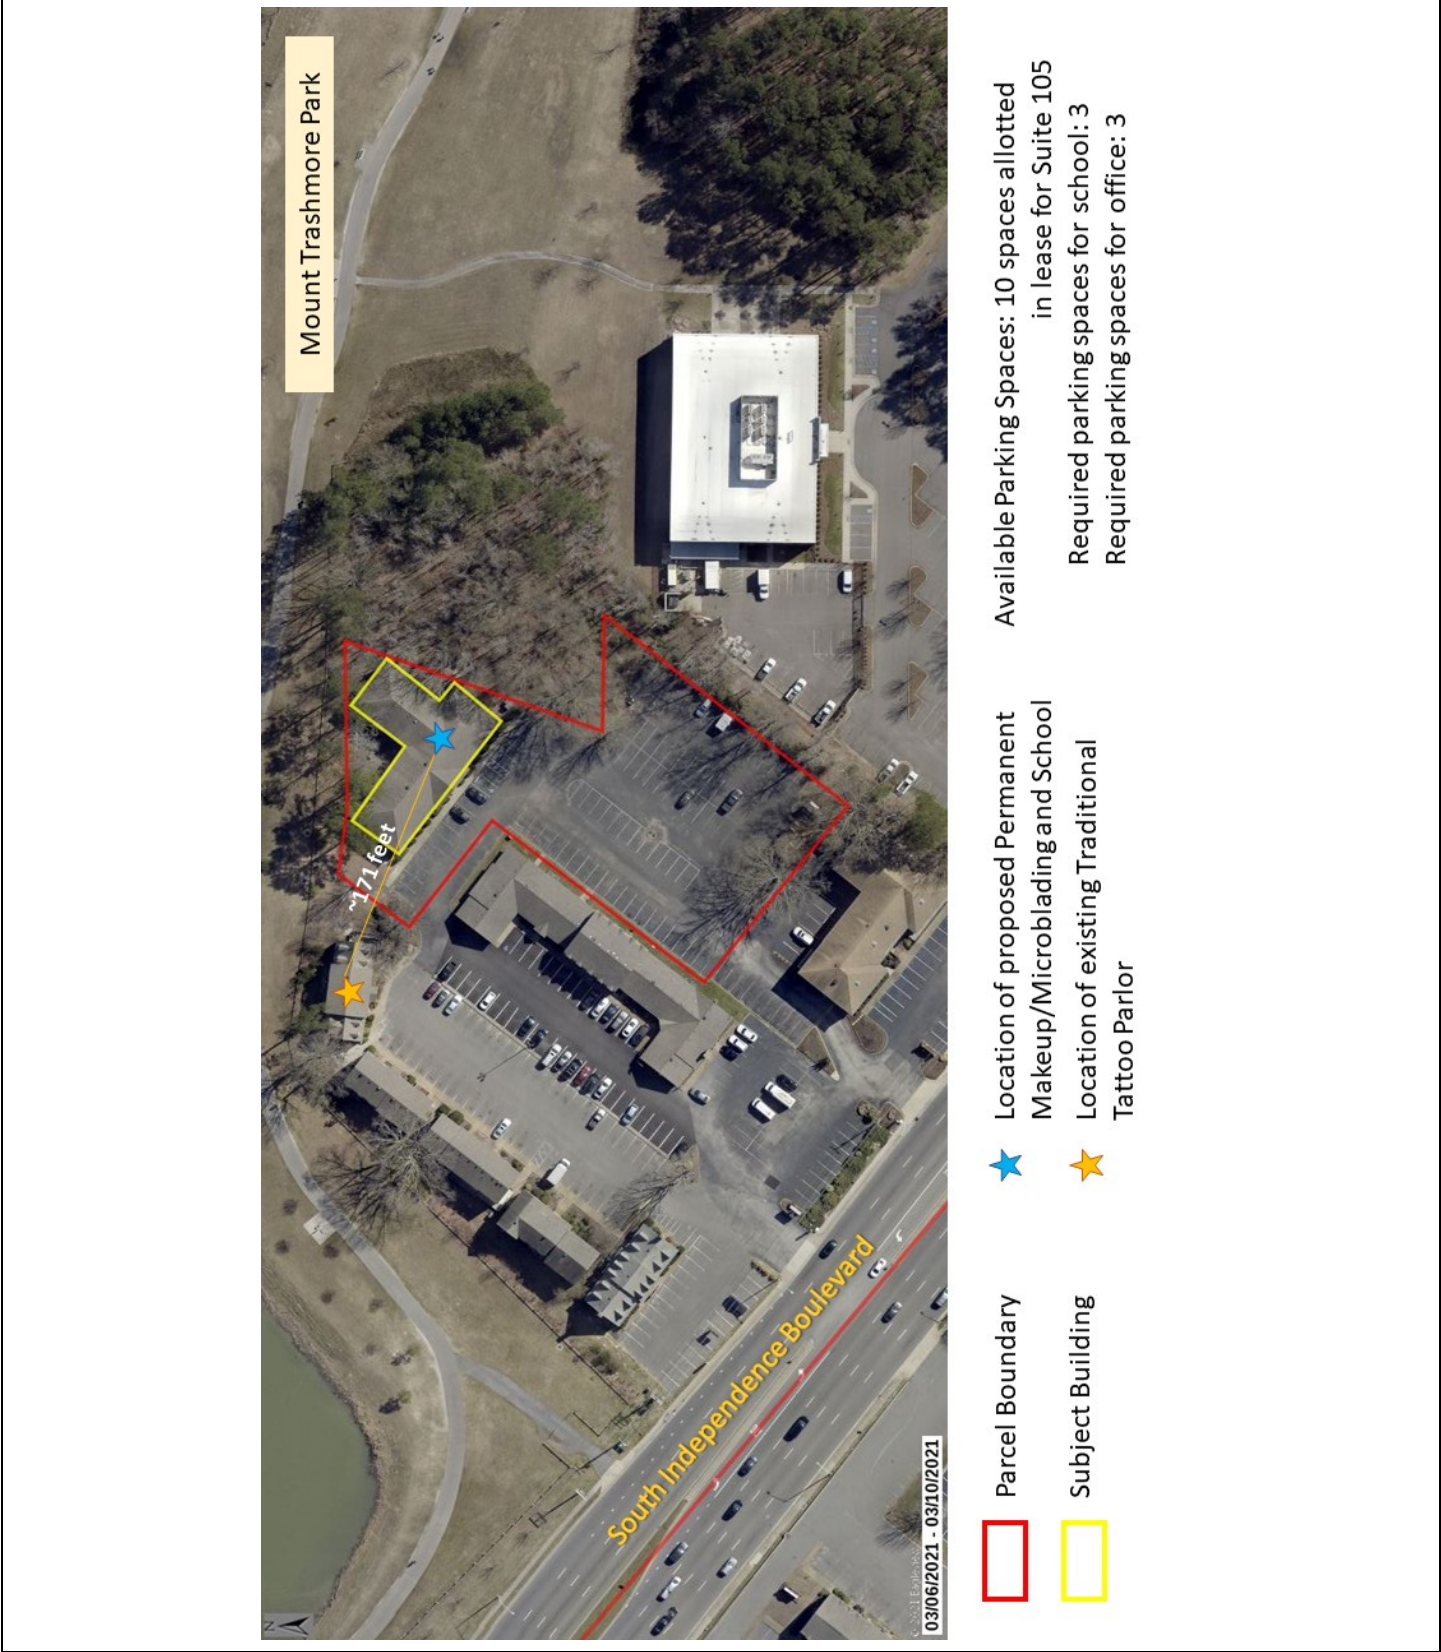 Mount Trashmore Park
~171 feet
South Independence Boulevard
03/06/2021 - 03/10/2021
N
Parcel Boundary
Subject Building
Location of proposed Permanent
Makeup/Microblading and School
Location of existing Traditional
Tattoo Parlor
Available Parking Spaces: 10 spaces allotted
in lease for Suite 105
Required parking spaces for school: 3
Required parking spaces for office: 3